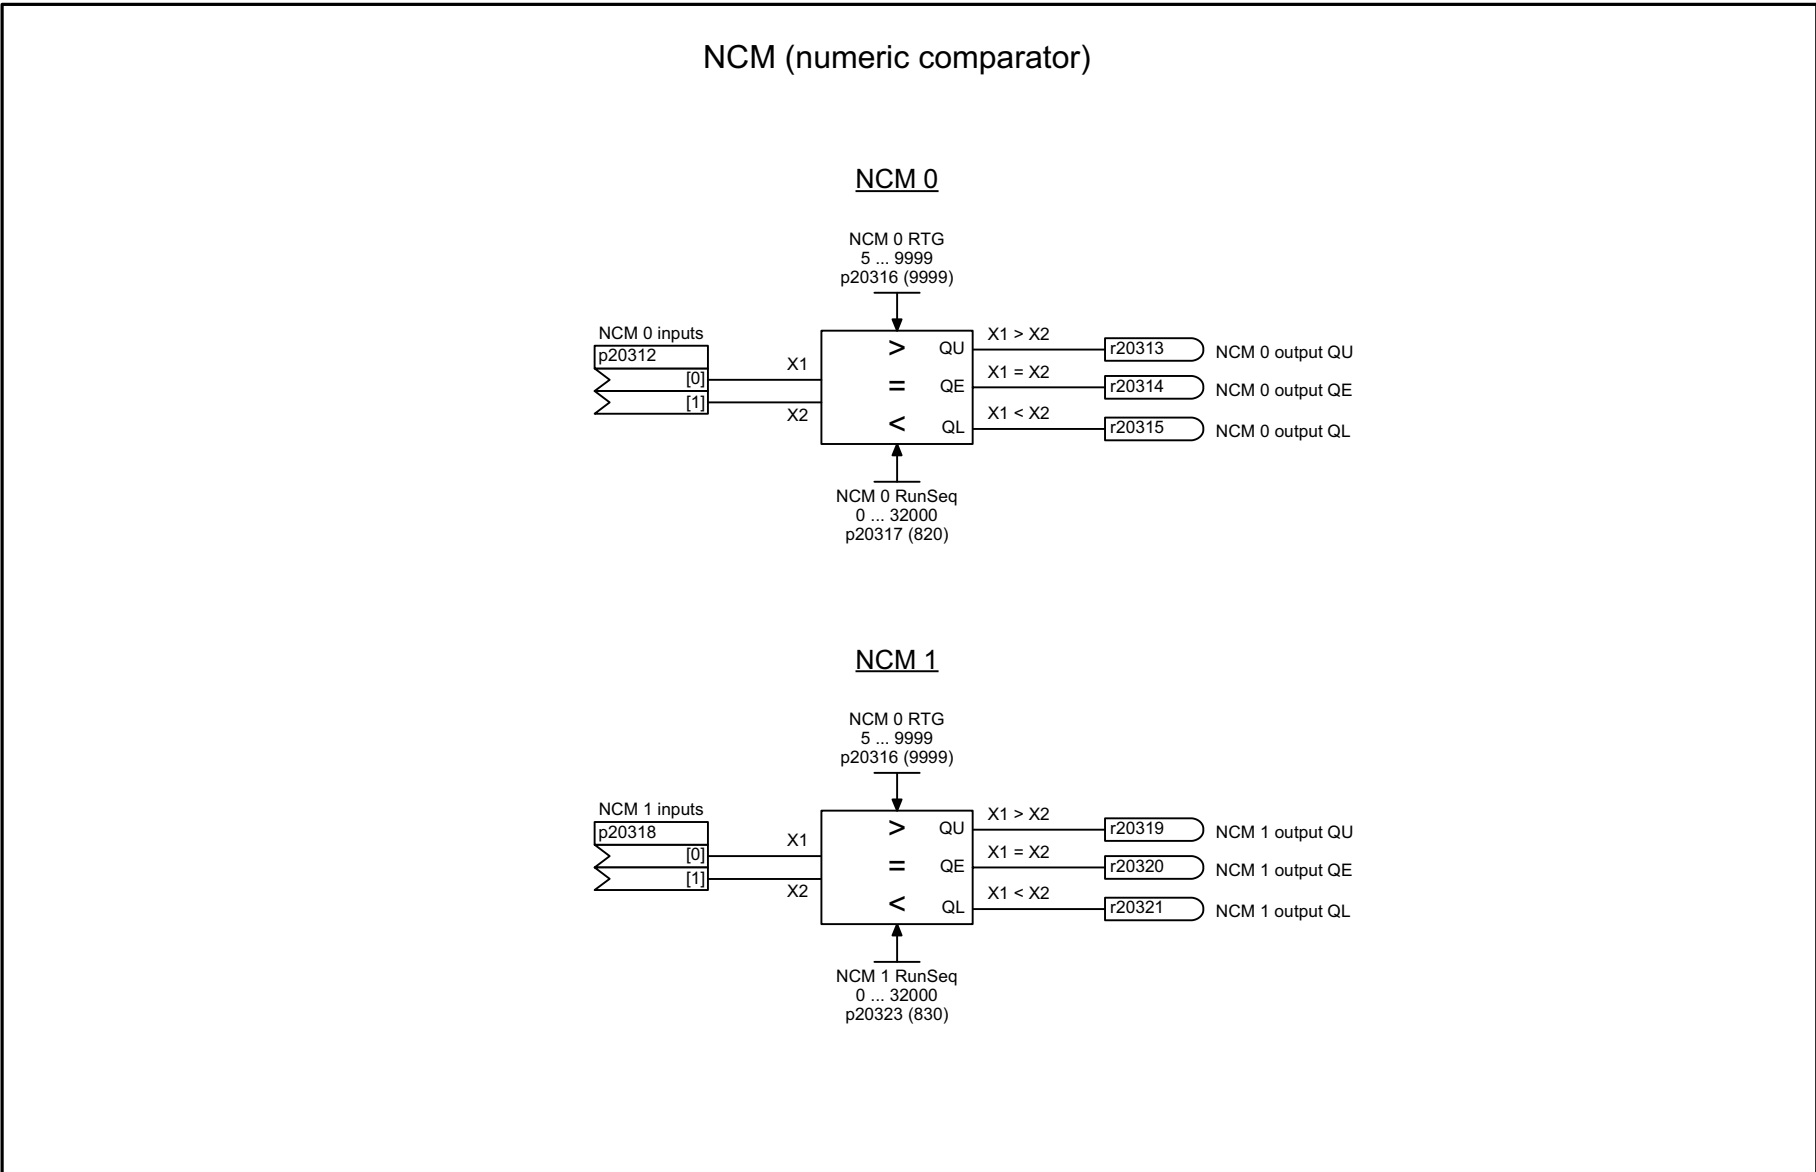 NCM (numeric comparator)
NCM 0
NCM 0 RTG
5 ... 9999
p20316 (9999)
NCM 0 inputs
p20312
[0]
[1]
X1
X2
>
=
<
QU
QE
QL
X1 > X2
X1 = X2
X1 < X2
r20313
r20314
r20315
NCM 0 output QU
NCM 0 output QE
NCM 0 output QL
NCM 0 RunSeq
0 ... 32000
p20317 (820)
NCM 1
NCM 0 RTG
5 ... 9999
p20316 (9999)
NCM 1 inputs
p20318
[0]
[1]
X1
X2
>
=
<
QU
QE
QL
X1 > X2
X1 = X2
X1 < X2
r20319
r20320
r20321
NCM 1 output QU
NCM 1 output QE
NCM 1 output QL
NCM 1 RunSeq
0 ... 32000
p20323 (830)